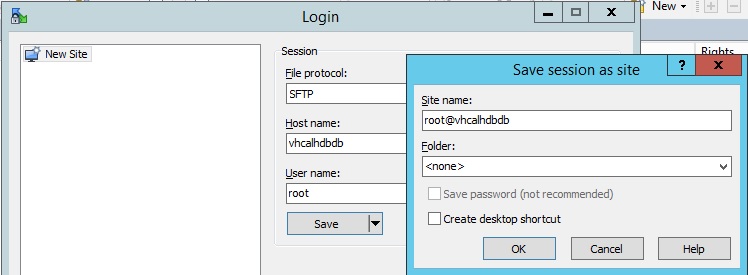 Login
New
Rights
New Site
Session
File protocol:
SFTP
Host name:
vhcalhdbdb
User name:
root
Save
Save session as site
?
X
Site name:
root@vhcalhdbdb
Folder:
<none>
Save password (not recommended)
Create desktop shortcut
OK
Cancel
Help